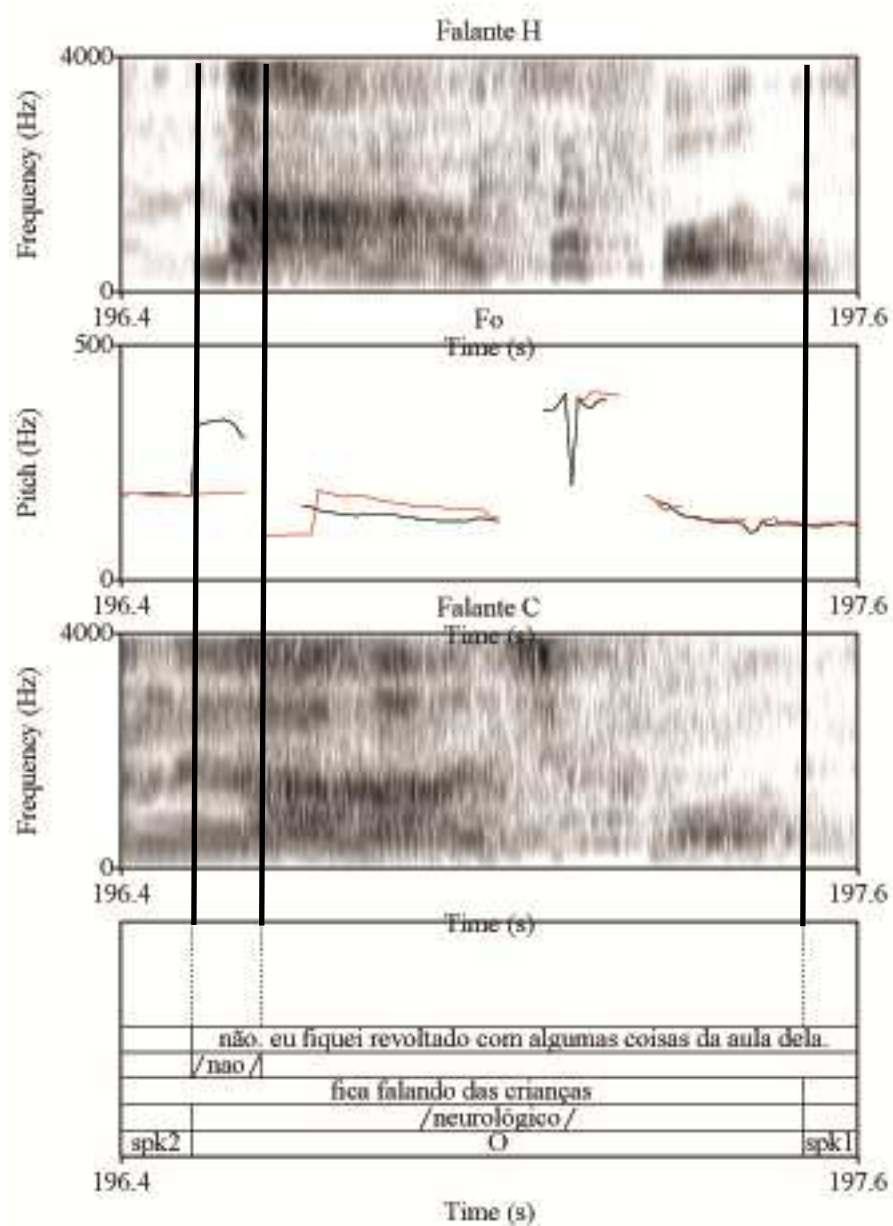 Falante H
4000
Frequency (Hz)
0
196.4
197.6
Time (s)
Fo
500
Pitch (Hz)
0
196.4
197.6
Time (s)
Falante C
4000
Frequency (Hz)
0
196.4
197.6
Time (s)
não. eu fiquei revoltado com algumas coisas da aula dela.
/nao/
fica falando das crianças
/neurológico/
spk2 O spk1
196.4
197.6
Time (s)